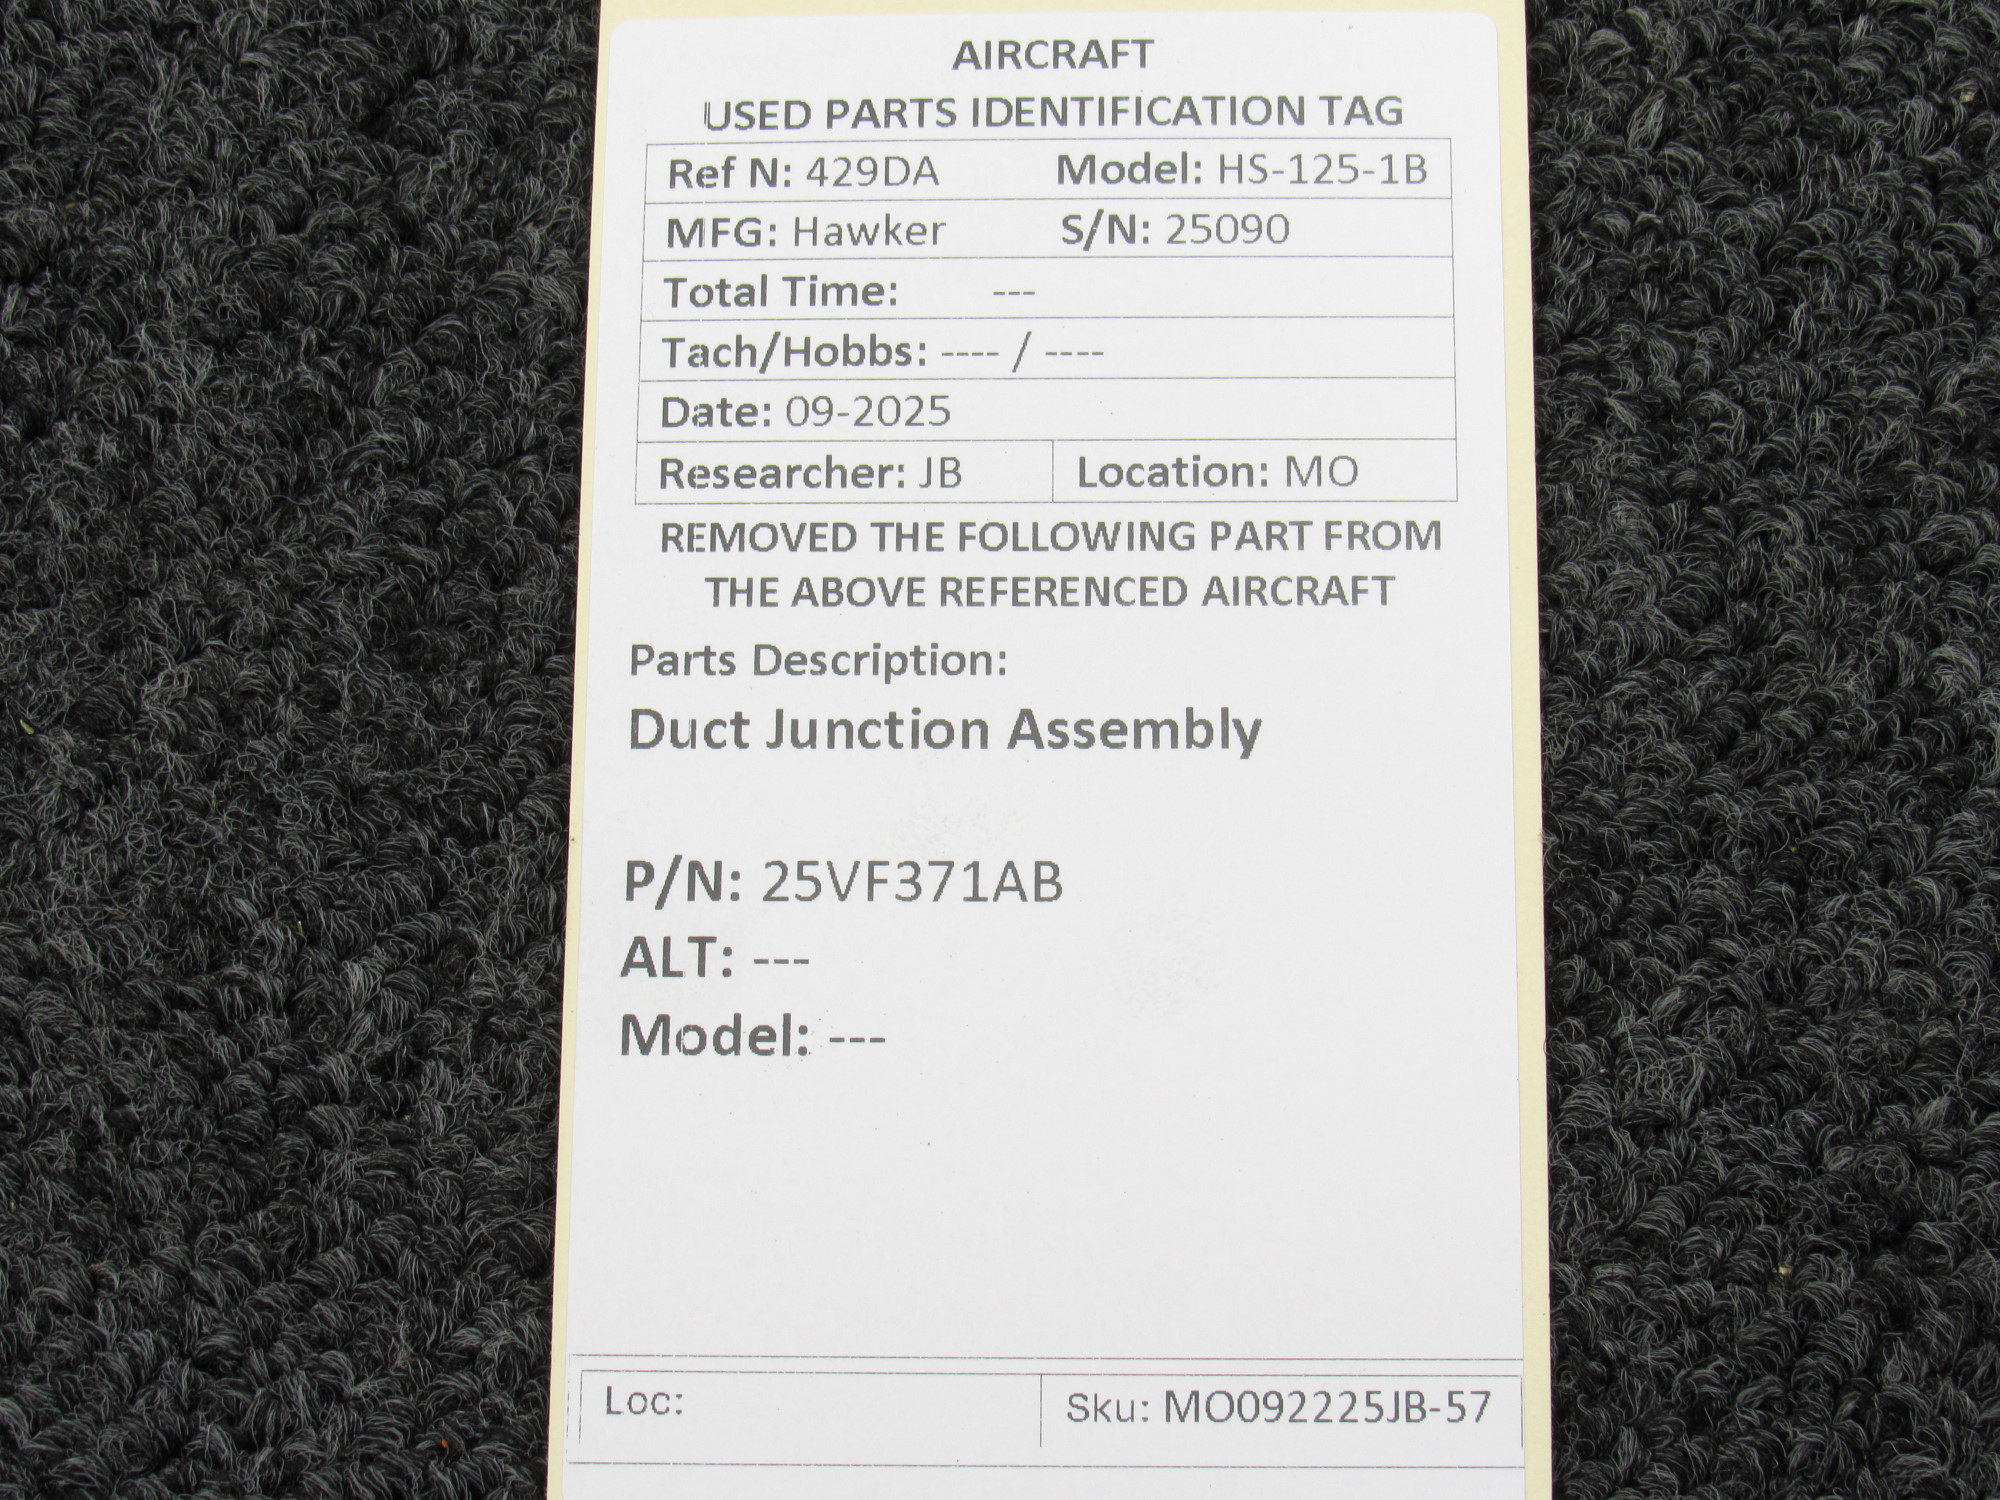 AIRCRAFT
USED PARTS IDENTIFICATION TAG
Ref N: 429DA Model: HS-125-1B
MFG: Hawker S/N: 25090
Total Time: ---
Tach/Hobbs: ---- / ----
Date: 09-2025
Researcher: JB Location: MO
REMOVED THE FOLLOWING PART FROM
THE ABOVE REFERENCED AIRCRAFT
Parts Description:
Duct Junction Assembly
P/N: 25VF371AB
ALT: ---
Model: ---
Loc: Sku: MO092225JB-57